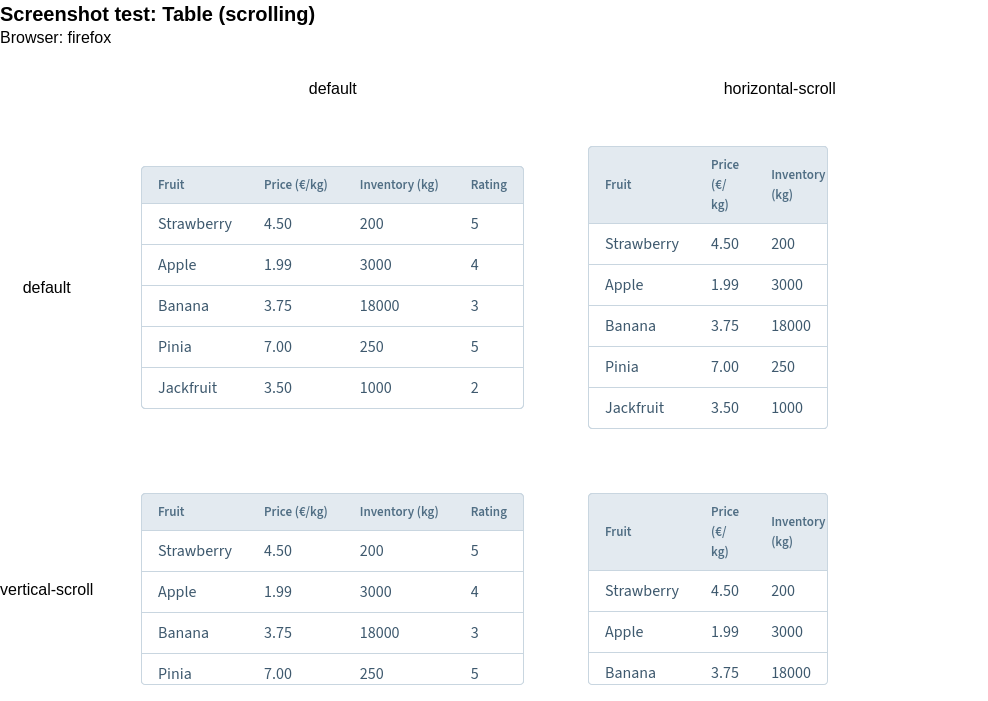 Screenshot test: Table (scrolling)
Browser: firefox
default horizontal-scroll
default
Fruit Price (€/kg) Inventory (kg) Rating
Strawberry 4.50 200 5
Apple 1.99 3000 4
Banana 3.75 18000 3
Pinia 7.00 250 5
Jackfruit 3.50 1000 2
Fruit Price (€/kg) Inventory (kg)
Strawberry 4.50 200
Apple 1.99 3000
Banana 3.75 18000
Pinia 7.00 250
Jackfruit 3.50 1000
vertical-scroll
Fruit Price (€/kg) Inventory (kg) Rating
Strawberry 4.50 200 5
Apple 1.99 3000 4
Banana 3.75 18000 3
Pinia 7.00 250 5
Fruit Price (€/kg) Inventory (kg)
Strawberry 4.50 200
Apple 1.99 3000
Banana 3.75 18000